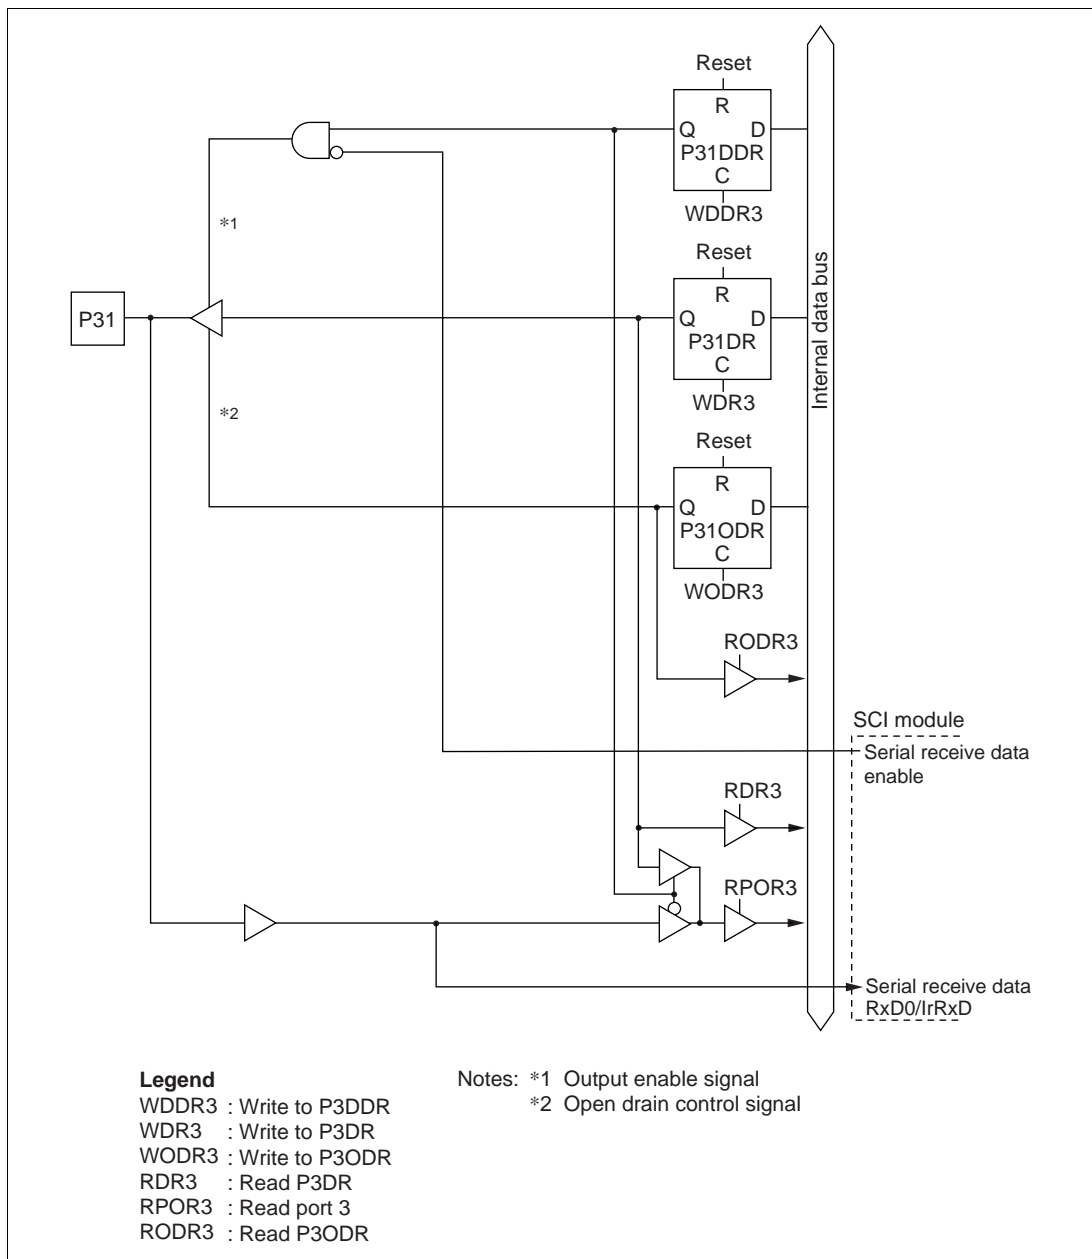 Reset
R
Q D
P31DDR
C
WDDR3
*1
Reset
R
P31
Q D
P31DR
C
WDR3
Internal data bus
*2
Reset
R
Q D
P31ODR
C
WODR3
RODR3
SCI module
Serial receive data
enable
RDR3
RPOR3
Serial receive data
RxD0/IrRxD
Legend
WDDR3 : Write to P3DDR
WDR3 : Write to P3DR
WODR3 : Write to P3ODR
RDR3 : Read P3DR
RPOR3 : Read port 3
RODR3 : Read P3ODR
Notes: *1 Output enable signal
*2 Open drain control signal